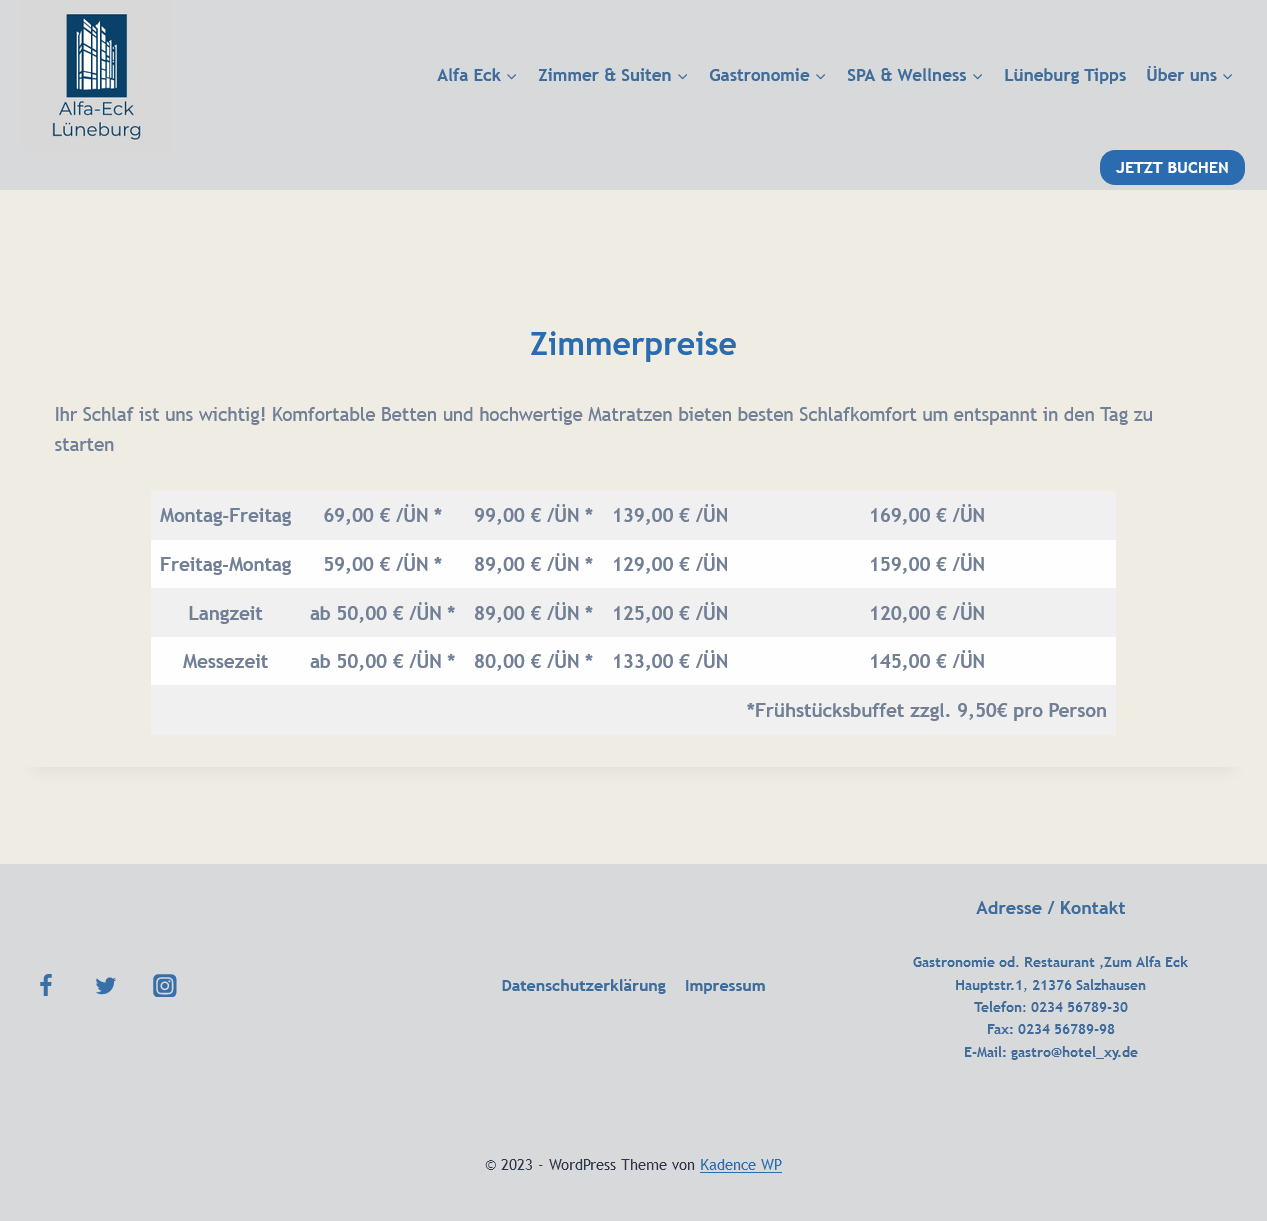 Alfa-Eck
Lüneburg
Alfa Eck Zimmer & Suiten Gastronomie SPA & Wellness Lüneburg Tipps Über uns
JETZT BUCHEN
Zimmerpreise
Ihr Schlaf ist uns wichtig! Komfortable Betten und hochwertige Matratzen bieten besten Schlafkomfort um entspannt in den Tag zu
starten
Montag-Freitag 69,00 € /ÜN * 99,00 € /ÜN * 139,00 € /ÜN 169,00 € /ÜN
Freitag-Montag 59,00 € /ÜN * 89,00 € /ÜN * 129,00 € /ÜN 159,00 € /ÜN
Langzeit ab 50,00 € /ÜN * 89,00 € /ÜN * 125,00 € /ÜN 120,00 € /ÜN
Messezeit ab 50,00 € /ÜN * 80,00 € /ÜN * 133,00 € /ÜN 145,00 € /ÜN
*Frühstücksbuffet zzgl. 9,50€ pro Person
Datenschutzerklärung Impressum
Adresse / Kontakt
Gastronomie od. Restaurant ‚Zum Alfa Eck
Hauptstr.1, 21376 Salzhausen
Telefon: 0234 56789-30
Fax: 0234 56789-98
E-Mail: gastro@hotel_xy.de
© 2023 - WordPress Theme von Kadence WP